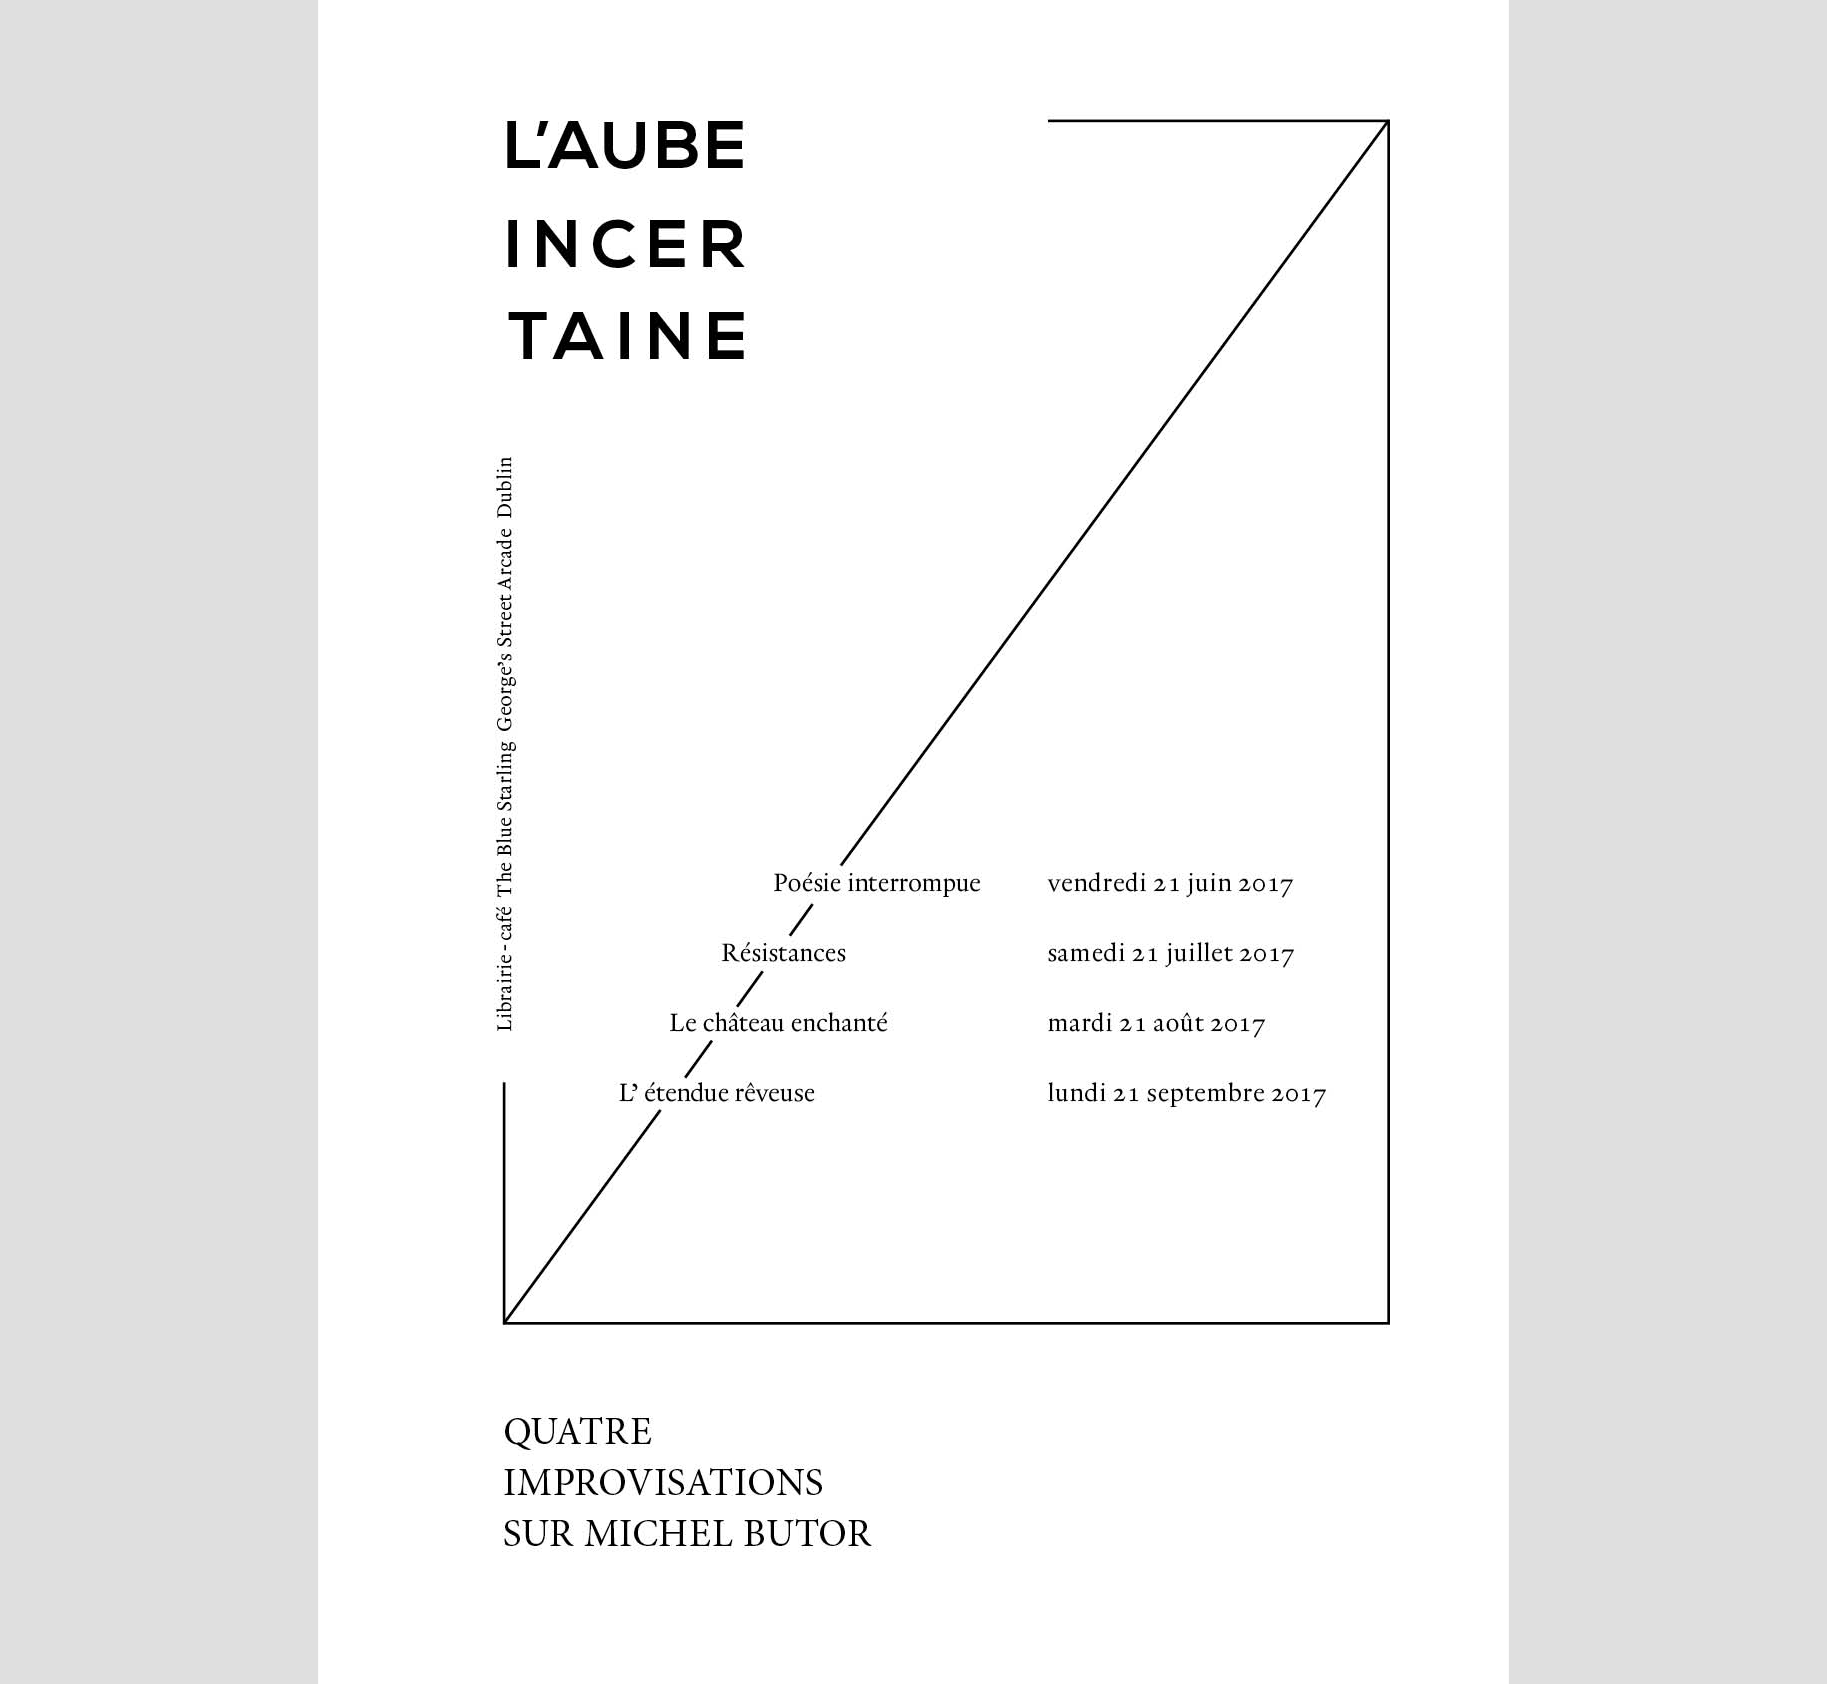 L’AUBE
INCER
TAINE
Librairie - café The Blue Starling George’s Street Arcade Dublin
Poésie interrompue vendredi 21 juin 2017
Résistances samedi 21 juillet 2017
Le château enchanté mardi 21 août 2017
L’ étendue rêveuse lundi 21 septembre 2017
QUATRE
IMPROVISATIONS
SUR MICHEL BUTOR